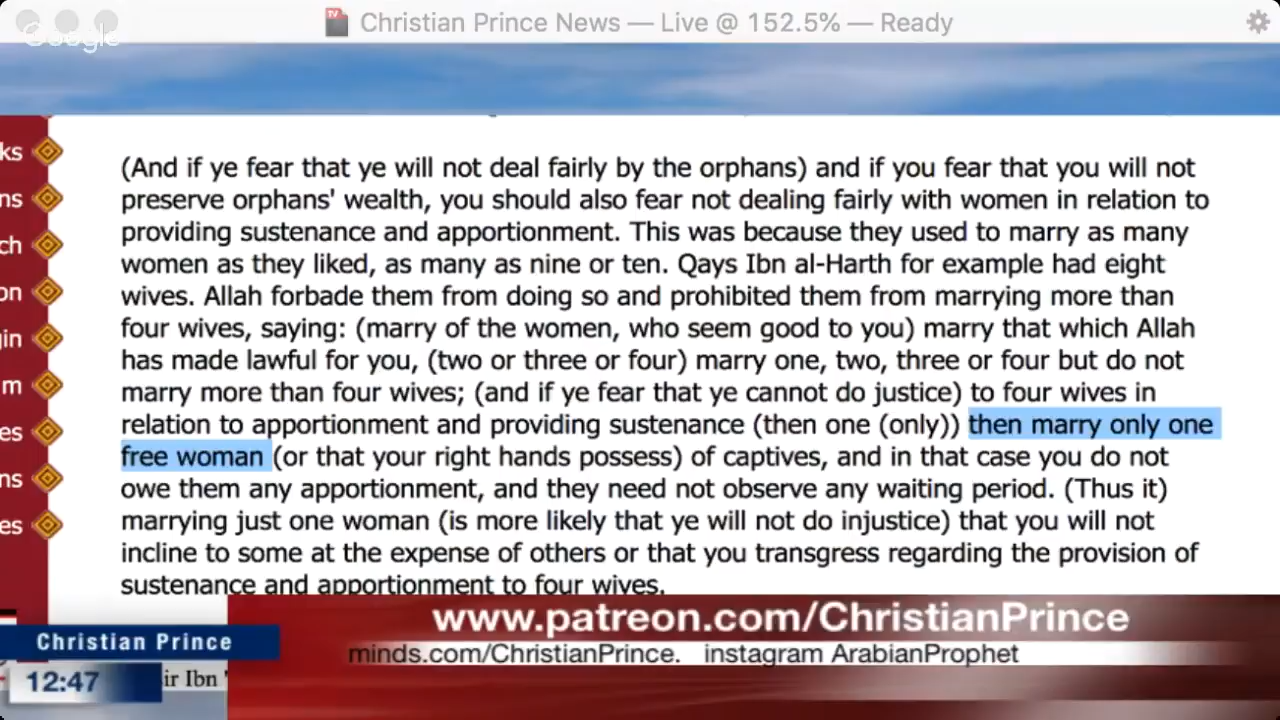 Christian Prince News — Live @ 152.5% — Ready
Google
ks
ns
ch
on
gin
m
es
ns
es
(And if ye fear that ye will not deal fairly by the orphans) and if you fear that you will not
preserve orphans' wealth, you should also fear not dealing fairly with women in relation to
providing sustenance and apportionment. This was because they used to marry as many
women as they liked, as many as nine or ten. Qays Ibn al-Harth for example had eight
wives. Allah forbade them from doing so and prohibited them from marrying more than
four wives, saying: (marry of the women, who seem good to you) marry that which Allah
has made lawful for you, (two or three or four) marry one, two, three or four but do not
marry more than four wives; (and if ye fear that ye cannot do justice) to four wives in
relation to apportionment and providing sustenance (then one (only)) then marry only one
free woman (or that your right hands possess) of captives, and in that case you do not
owe them any apportionment, and they need not observe any waiting period. (Thus it)
marrying just one woman (is more likely that ye will not do injustice) that you will not
incline to some at the expense of others or that you transgress regarding the provision of
sustenance and apportionment to four wives.
www.patreon.com/ChristianPrince
Christian Prince
minds.com/ChristianPrince. instagram ArabianProphet
12:47
ir Ibn